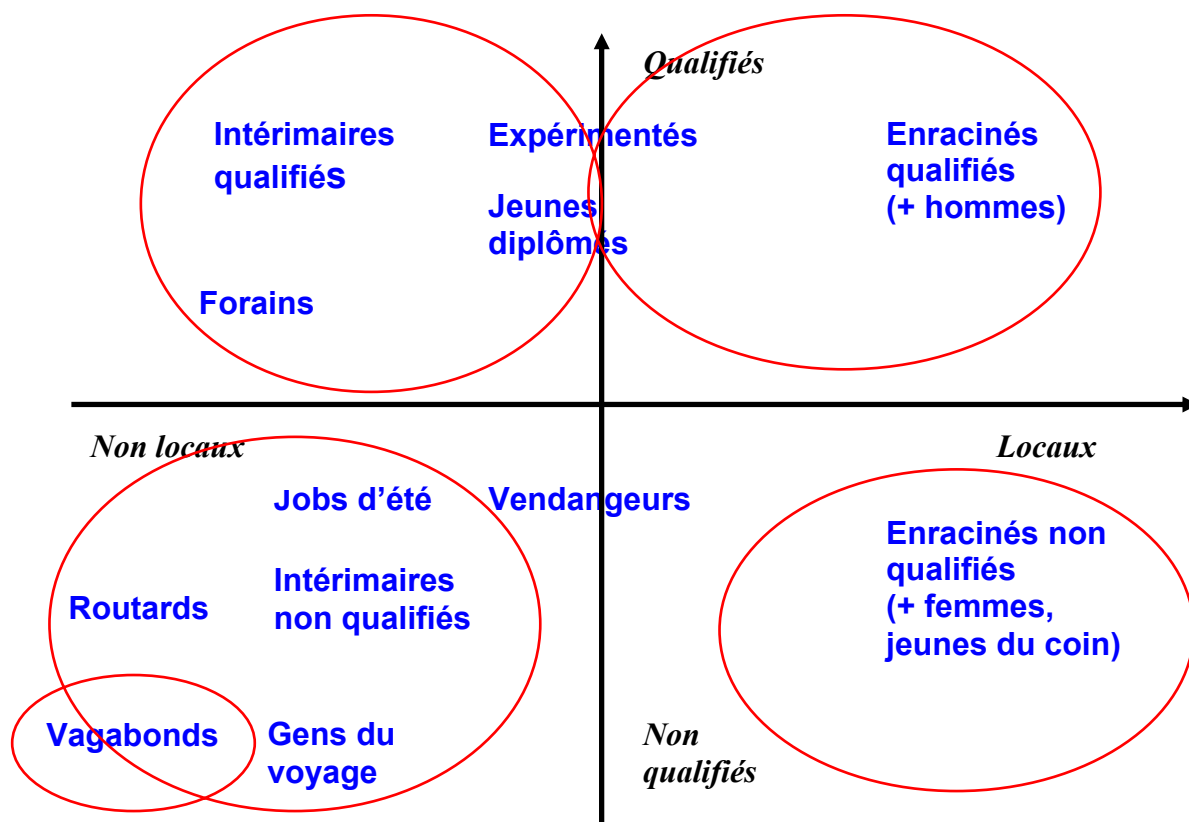 Qualifiés
Intérimaires
qualifiés
Expérimentés
Jeunes
diplômés
Forains
Enracinés
qualifiés
(+ hommes)
Non locaux
Locaux
Jobs d’été
Vendangeurs
Intérimaires
non qualifiés
Routards
Vagabonds
Gens du
voyage
Enracinés non
qualifiés
(+ femmes,
jeunes du coin)
Non
qualifiés